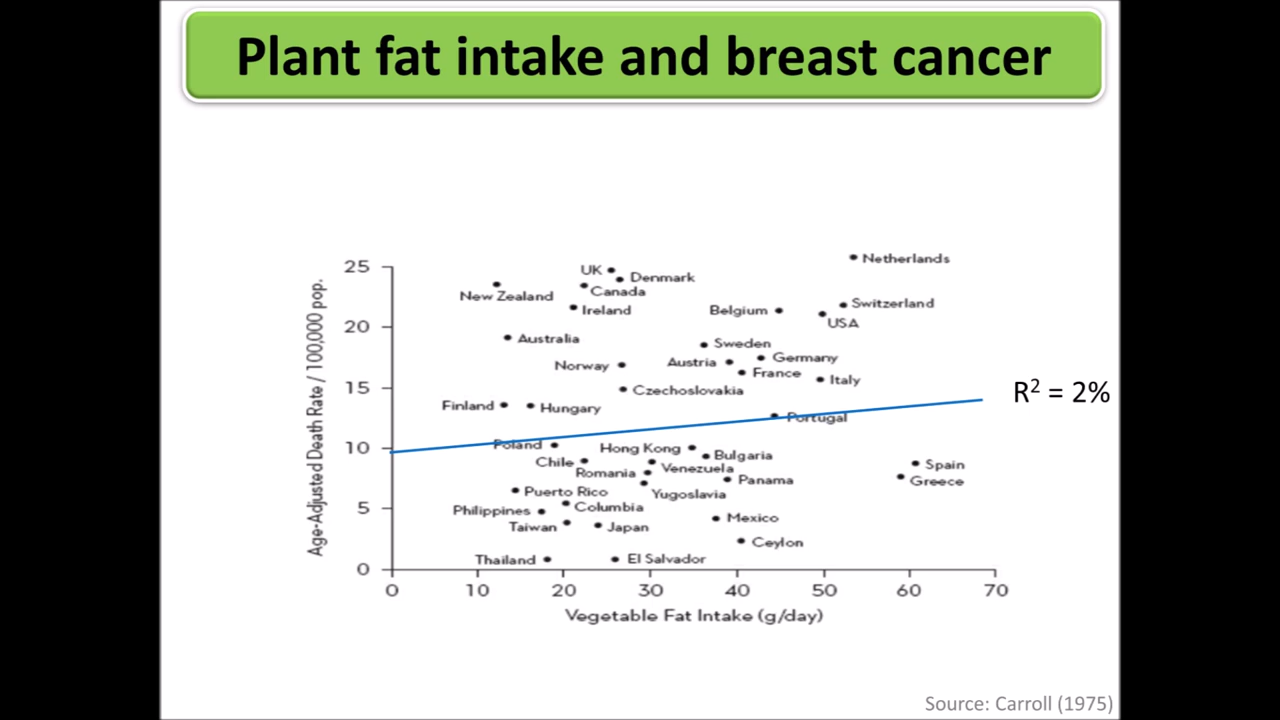 Plant fat intake and breast cancer
Age-Adjusted Death Rate / 100,000 pop.
25
20
15
10
5
0
Netherlands
UK
Denmark
Canada
New Zealand
Ireland
Switzerland
Belgium
USA
Australia
Sweden
Germany
Austria
Norway
France
Italy
Czechoslovakia
Finland
Hungary
Portugal
R² = 2%
Poland
Hong Kong
Bulgaria
Chile
Venezuela
Spain
Romania
Panama
Greece
Puerto Rico
Yugoslavia
Columbia
Philippines
Mexico
Taiwan
Japan
Ceylon
Thailand
El Salvador
0 10 20 30 40 50 60 70
Vegetable Fat Intake (g/day)
Source: Carroll (1975)